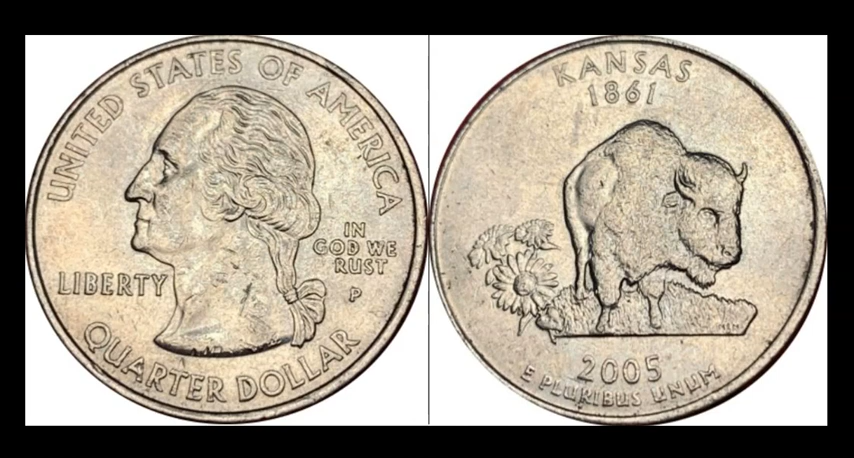 UNITED STATES OF AMERICA
IN
GOD WE
RUST
LIBERTY
P
QUARTER DOLLAR
KANSAS
1861
2005
E PLURIBUS UNUM